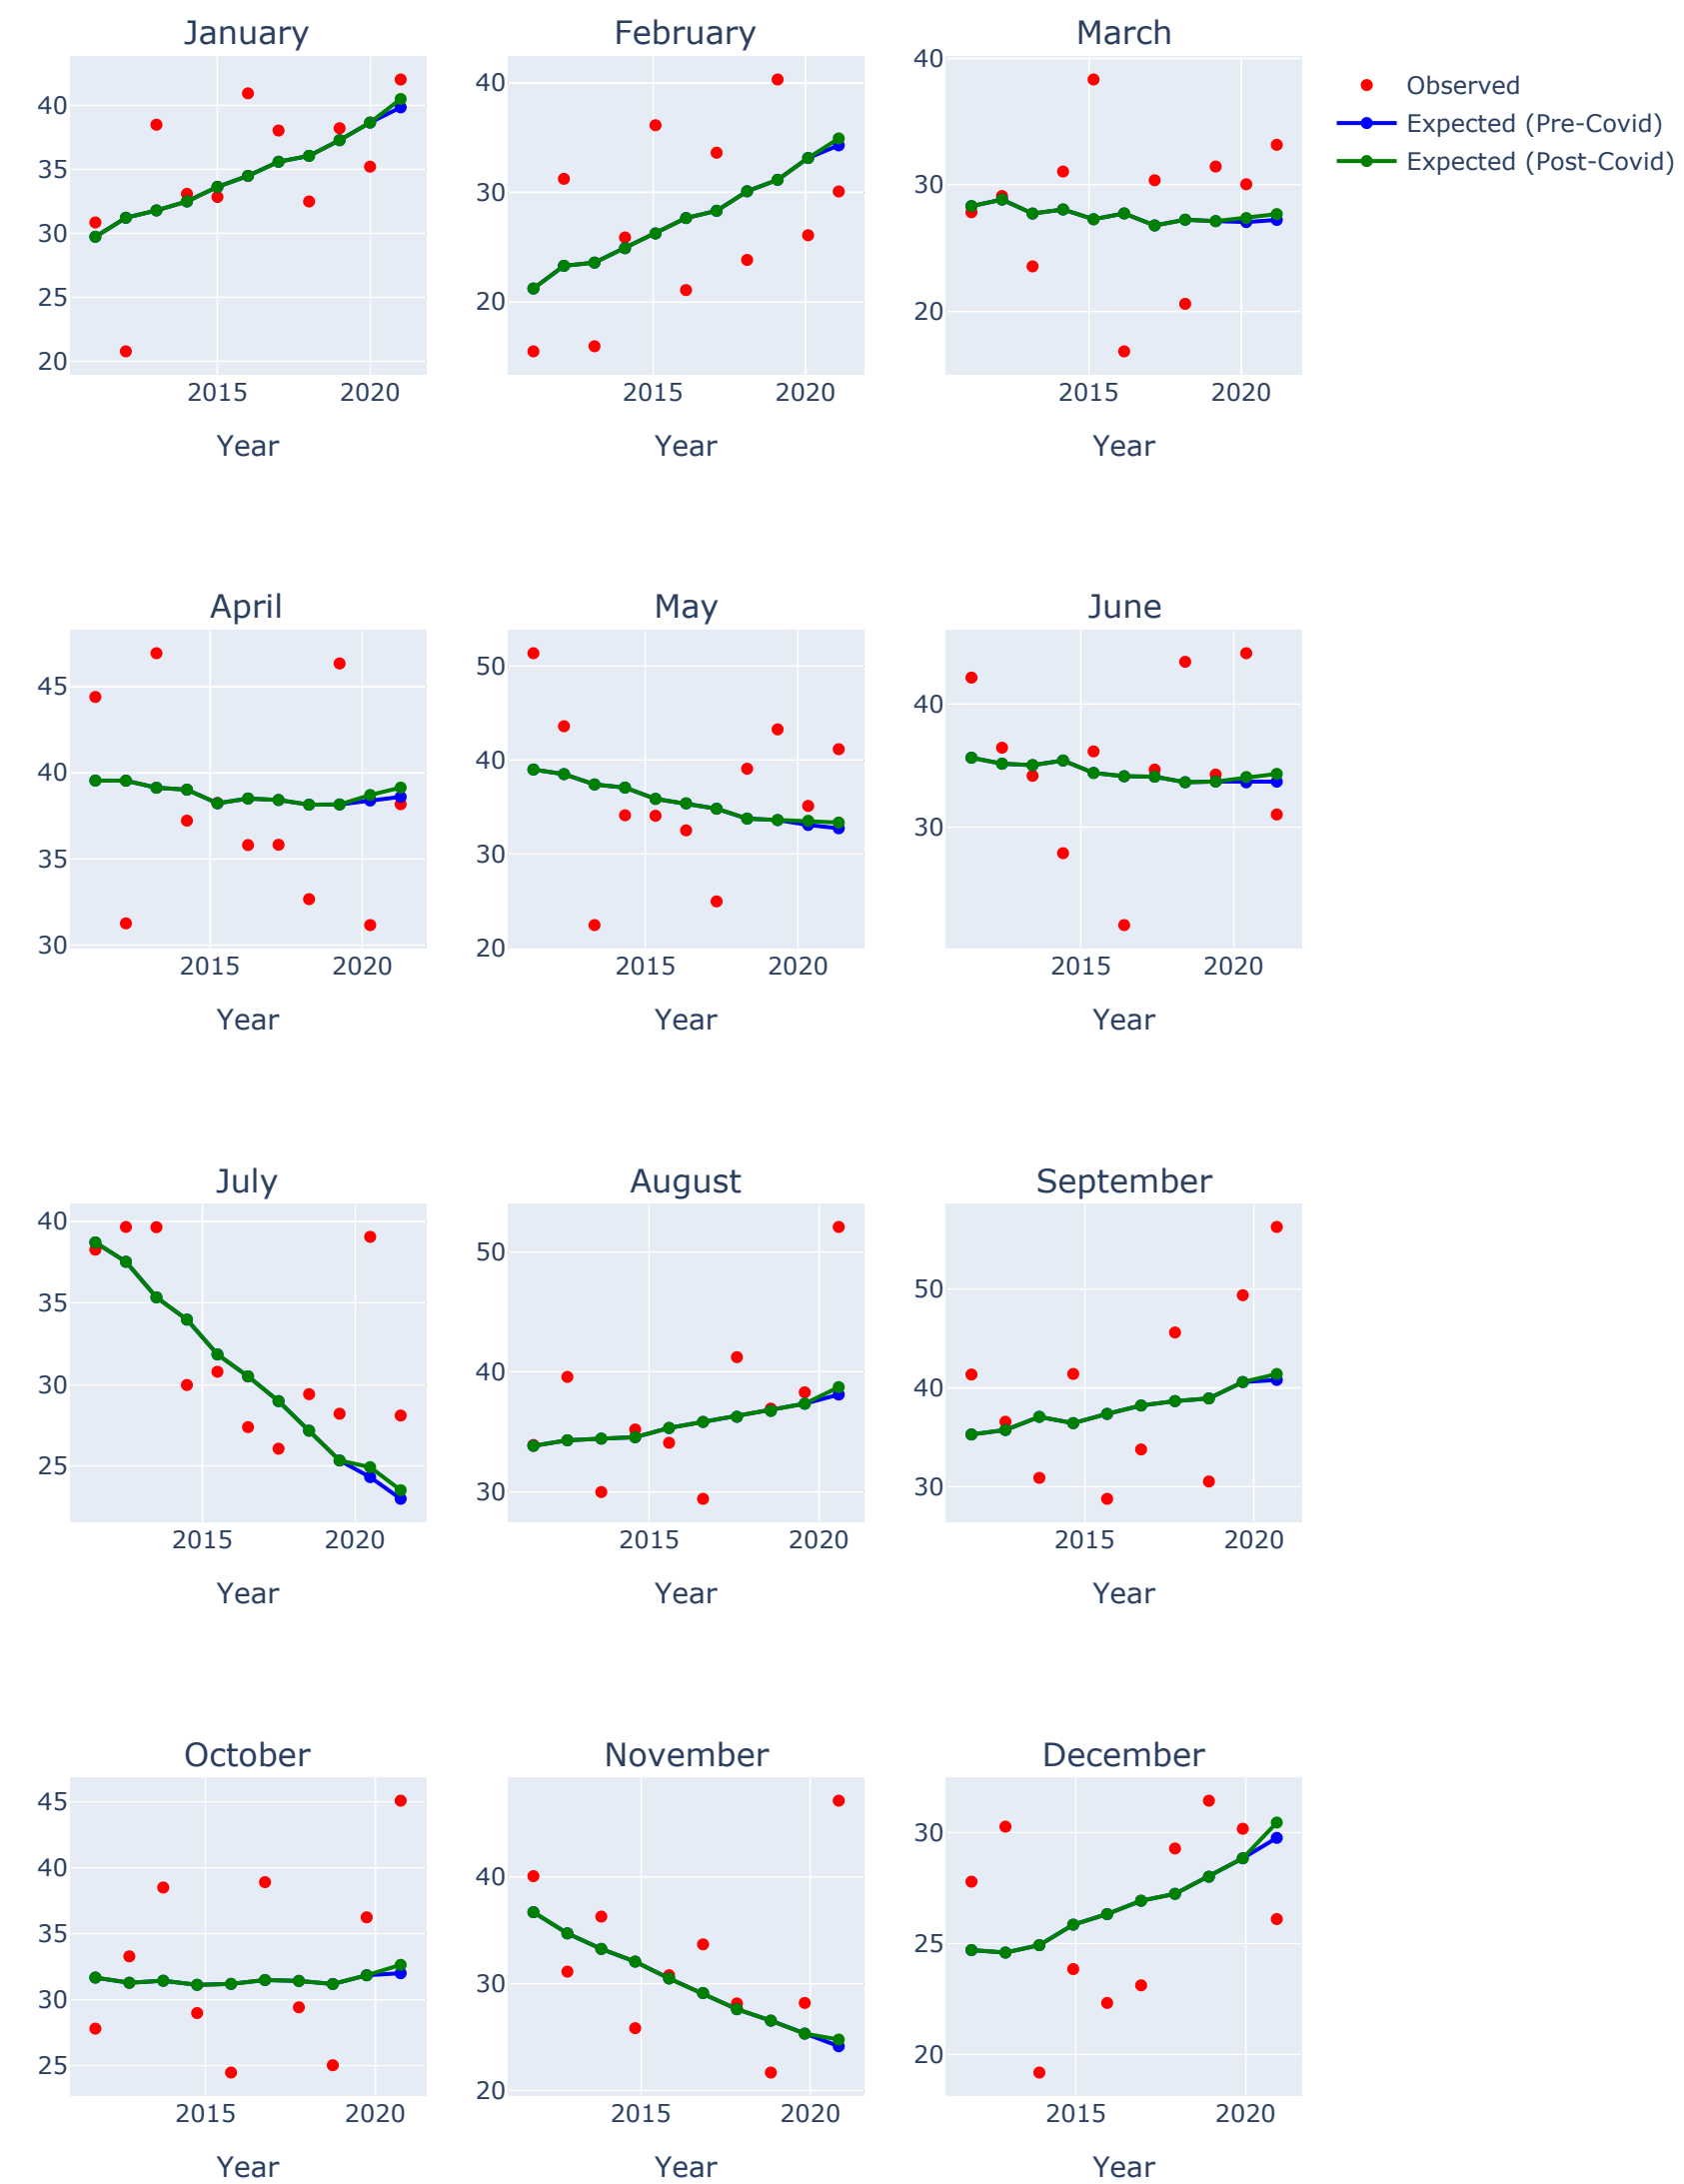 January February March
40
35
30
25
20
2015 2020
Year
40
30
20
2015 2020
Year
40
30
20
2015 2020
Year
Observed
Expected (Pre-Covid)
Expected (Post-Covid)
April May June
45
40
35
30
2015 2020
Year
50
40
30
20
2015 2020
Year
40
30
2015 2020
Year
July August September
40
35
30
25
2015 2020
Year
50
40
30
2015 2020
Year
50
40
30
2015 2020
Year
October November December
45
40
35
30
25
2015 2020
Year
40
30
20
2015 2020
Year
30
25
20
2015 2020
Year